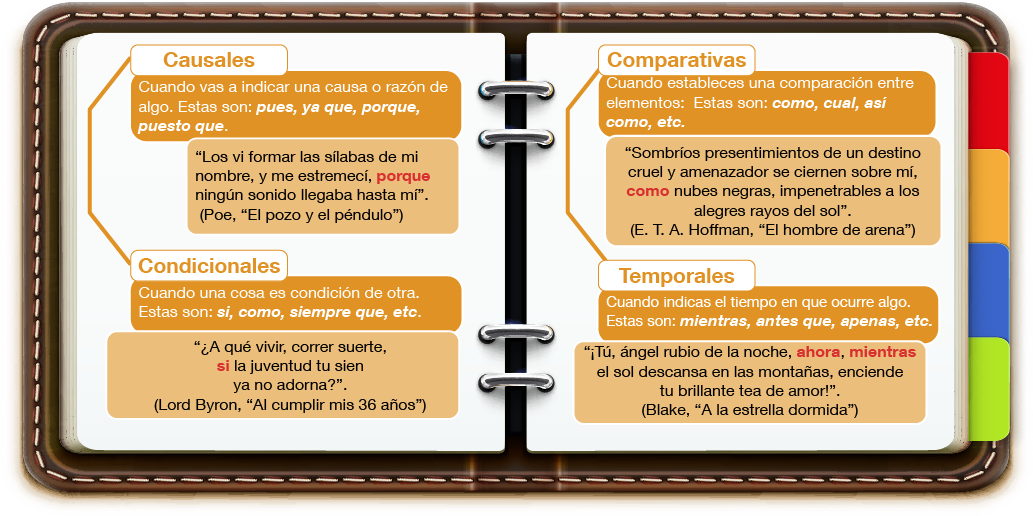 Causales
Cuando vas a indicar una causa o razón de
algo. Estas son: pues, ya que, porque,
puesto que.
“Los vi formar las sílabas de mi
nombre, y me estremecí, porque
ningún sonido llegaba hasta mí”.
(Poe, “El pozo y el péndulo”)
Condicionales
Cuando una cosa es condición de otra.
Estas son: si, como, siempre que, etc.
“¿A qué vivir, correr suerte,
si la juventud tu sien
ya no adorna?”.
(Lord Byron, “Al cumplir mis 36 años”)
Comparativas
Cuando estableces una comparación entre
elementos: Estas son: como, cual, así
como, etc.
“Sombríos presentimientos de un destino
cruel y amenazador se ciernen sobre mí,
como nubes negras, impenetrables a los
alegres rayos del sol”.
(E. T. A. Hoffman, “El hombre de arena”)
Temporales
Cuando indicas el tiempo en que ocurre algo.
Estas son: mientras, antes que, apenas, etc.
“¡Tú, ángel rubio de la noche, ahora, mientras
el sol descansa en las montañas, enciende
tu brillante tea de amor!”.
(Blake, “A la estrella dormida”)